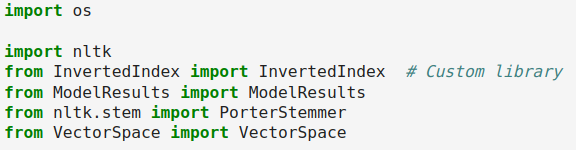 import os
import nltk
from InvertedIndex import InvertedIndex  # Custom library
from ModelResults import ModelResults
from nltk.stem import PorterStemmer
from VectorSpace import VectorSpace